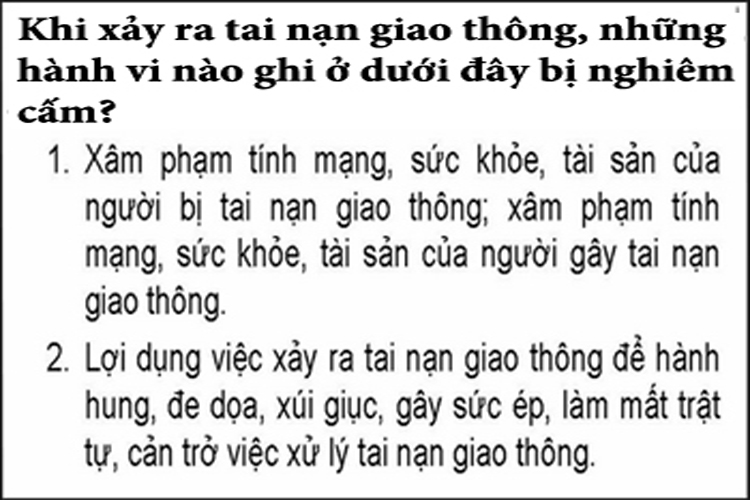 Khi xảy ra tai nạn giao thông, những
hành vi nào ghi ở dưới đây bị nghiêm
cấm?
1. Xâm phạm tính mạng, sức khỏe, tài sản của
người bị tai nạn giao thông; xâm phạm tính
mạng, sức khỏe, tài sản của người gây tai nạn
giao thông.
2. Lợi dụng việc xảy ra tai nạn giao thông để hành
hung, đe dọa, xúi giục, gây sức ép, làm mất trật
tự, cản trở việc xử lý tai nạn giao thông.